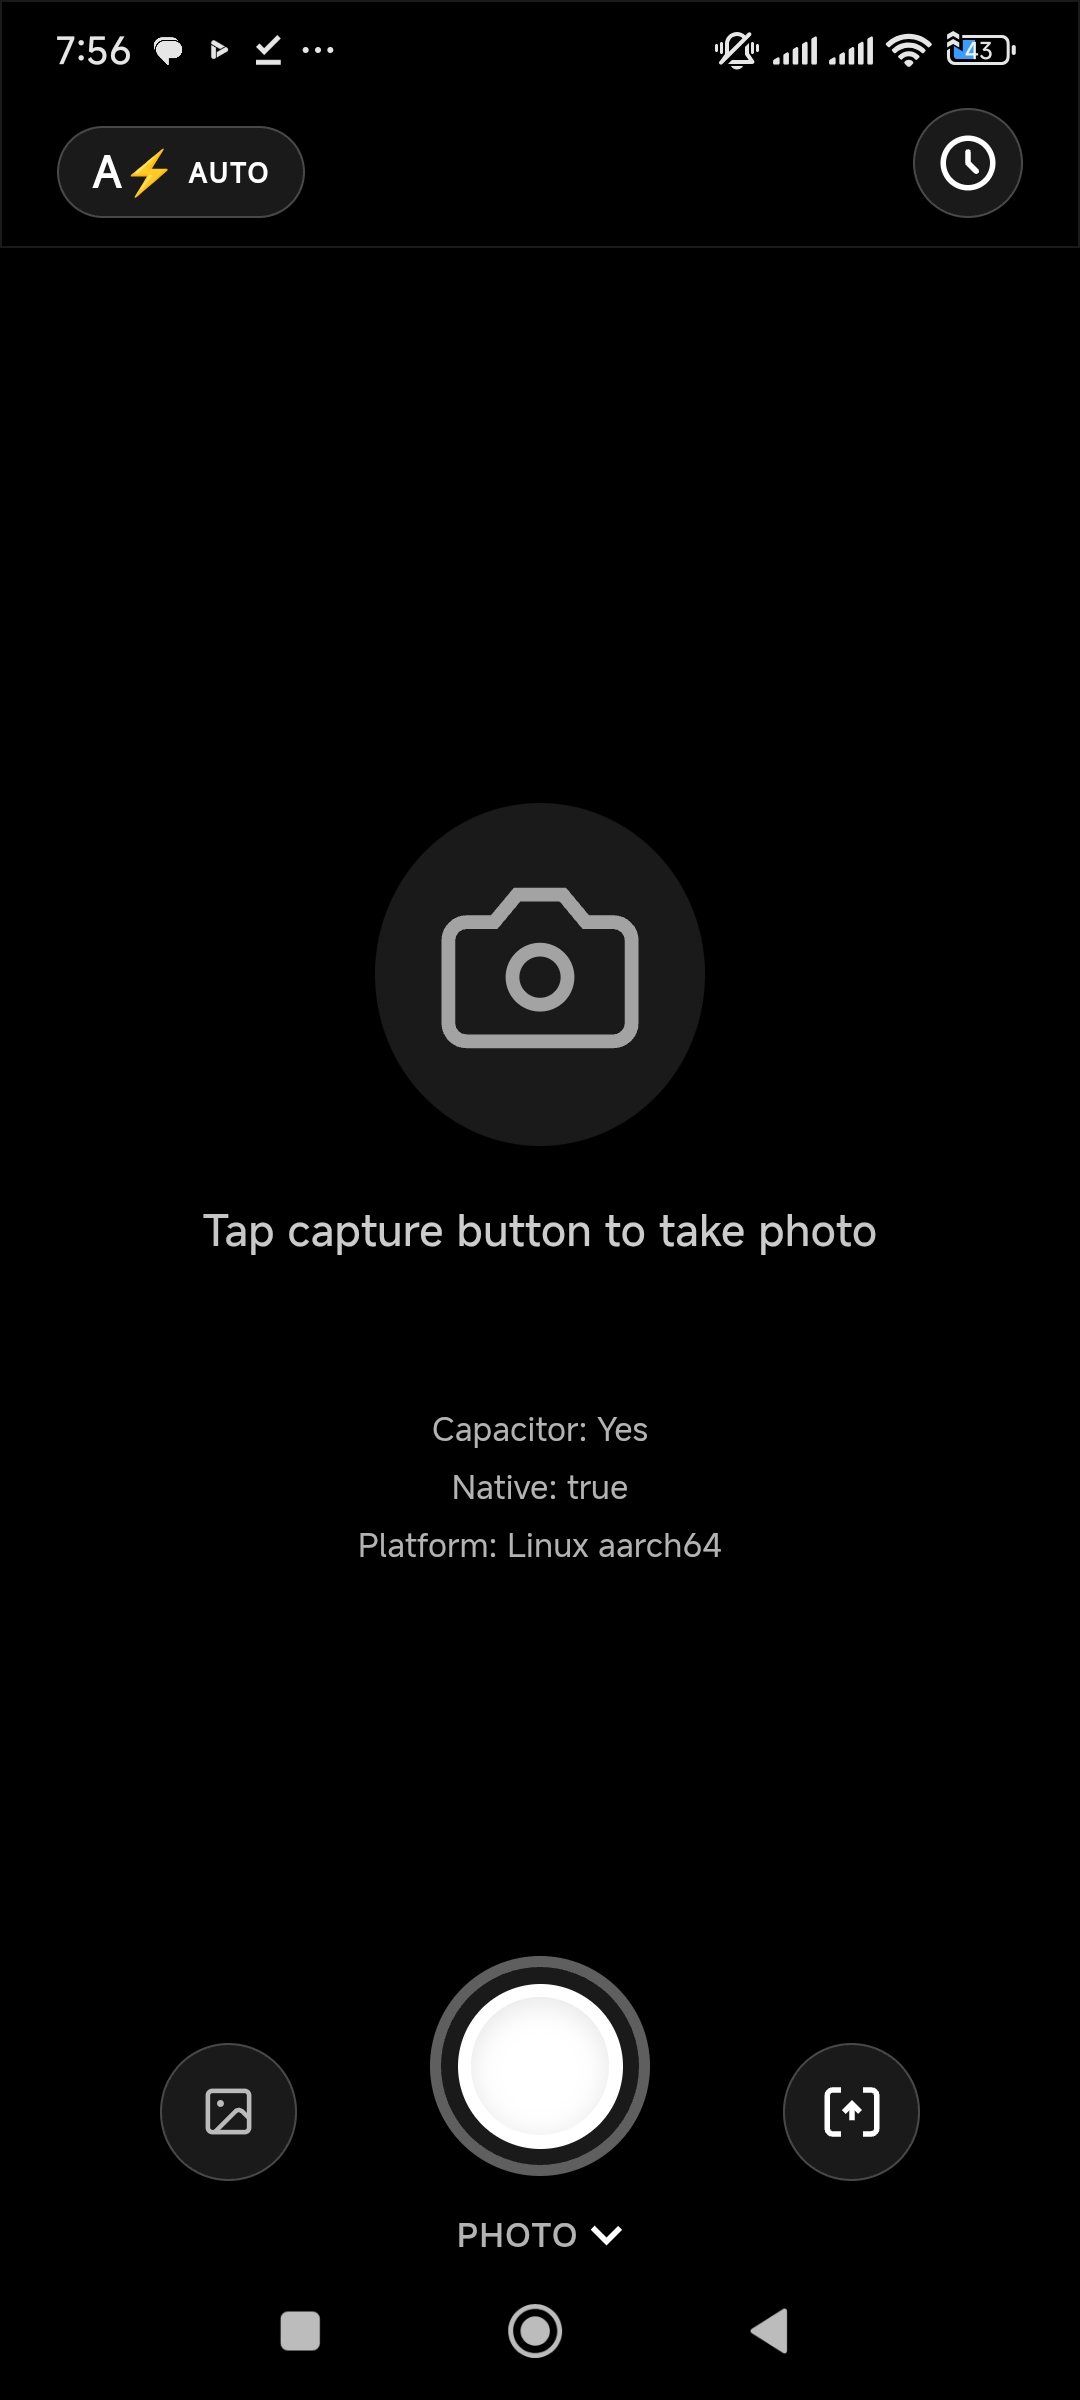 7:56
43
A⚡ AUTO
Tap capture button to take photo
Capacitor: Yes
Native: true
Platform: Linux aarch64
PHOTO